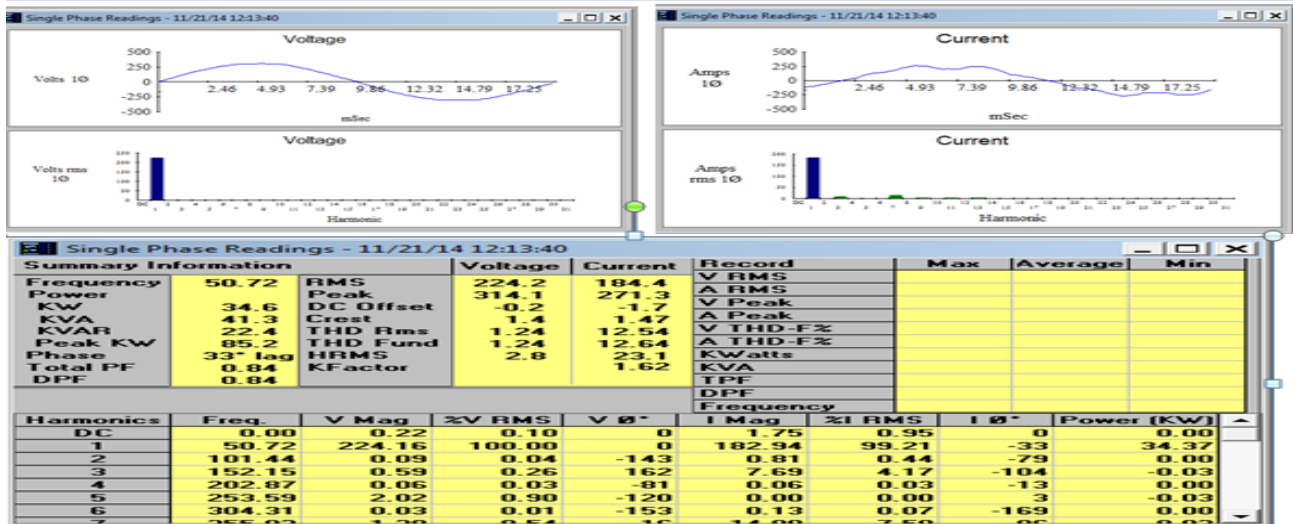 Single Phase Readings - 11/21/14 12:13:40
Voltage
500
250
0
-250
-500
Volts 1Ø
2.46 4.93 7.39 9.86 12.32 14.79 17.25
mSec
Voltage
Volts rms
1Ø
Harmonic
Single Phase Readings - 11/21/14 12:13:40
Current
500
250
0
-250
-500
Amps
1Ø
2.46 4.93 7.39 9.86 12.32 14.79 17.25
mSec
Current
Amps
rms 1Ø
Harmonic
Single Phase Readings - 11/21/14 12:13:40
Summary Information Voltage Current Record Max Average Min
Frequency 50.72 RMS 224.2 184.4 V RMS
Power Peak 314.1 271.3 A RMS
KW 34.6 DC Offset -0.2 -1.7 V Peak
KVA 41.3 Crest 1.4 1.47 A Peak
KVAR 22.4 THD Rms 1.24 12.54 V THD-F%
Peak KW 85.2 THD Fund 1.24 12.64 A THD-F%
Phase 33° lag HRMS 2.8 23.1 KWatts
Total PF 0.84 KFactor 1.62 KVA
DPF 0.84 TPF
DPF
Frequency
Harmonics Freq. V Mag %V RMS V Ø° I Mag %I RMS I Ø° Power (KW)
DC 0.00 0.22 0.10 0 1.75 0.95 0 0.00
1 50.72 224.16 100.00 0 182.94 99.21 -33 34.37
2 101.44 0.09 0.04 -143 0.81 0.44 -79 0.00
3 152.15 0.59 0.26 162 7.69 4.17 -104 -0.03
4 202.87 0.06 0.03 -81 0.06 0.03 -13 0.00
5 253.59 2.02 0.90 -120 0.00 0.00 3 -0.03
6 304.31 0.03 0.01 -153 0.13 0.07 -169 0.00